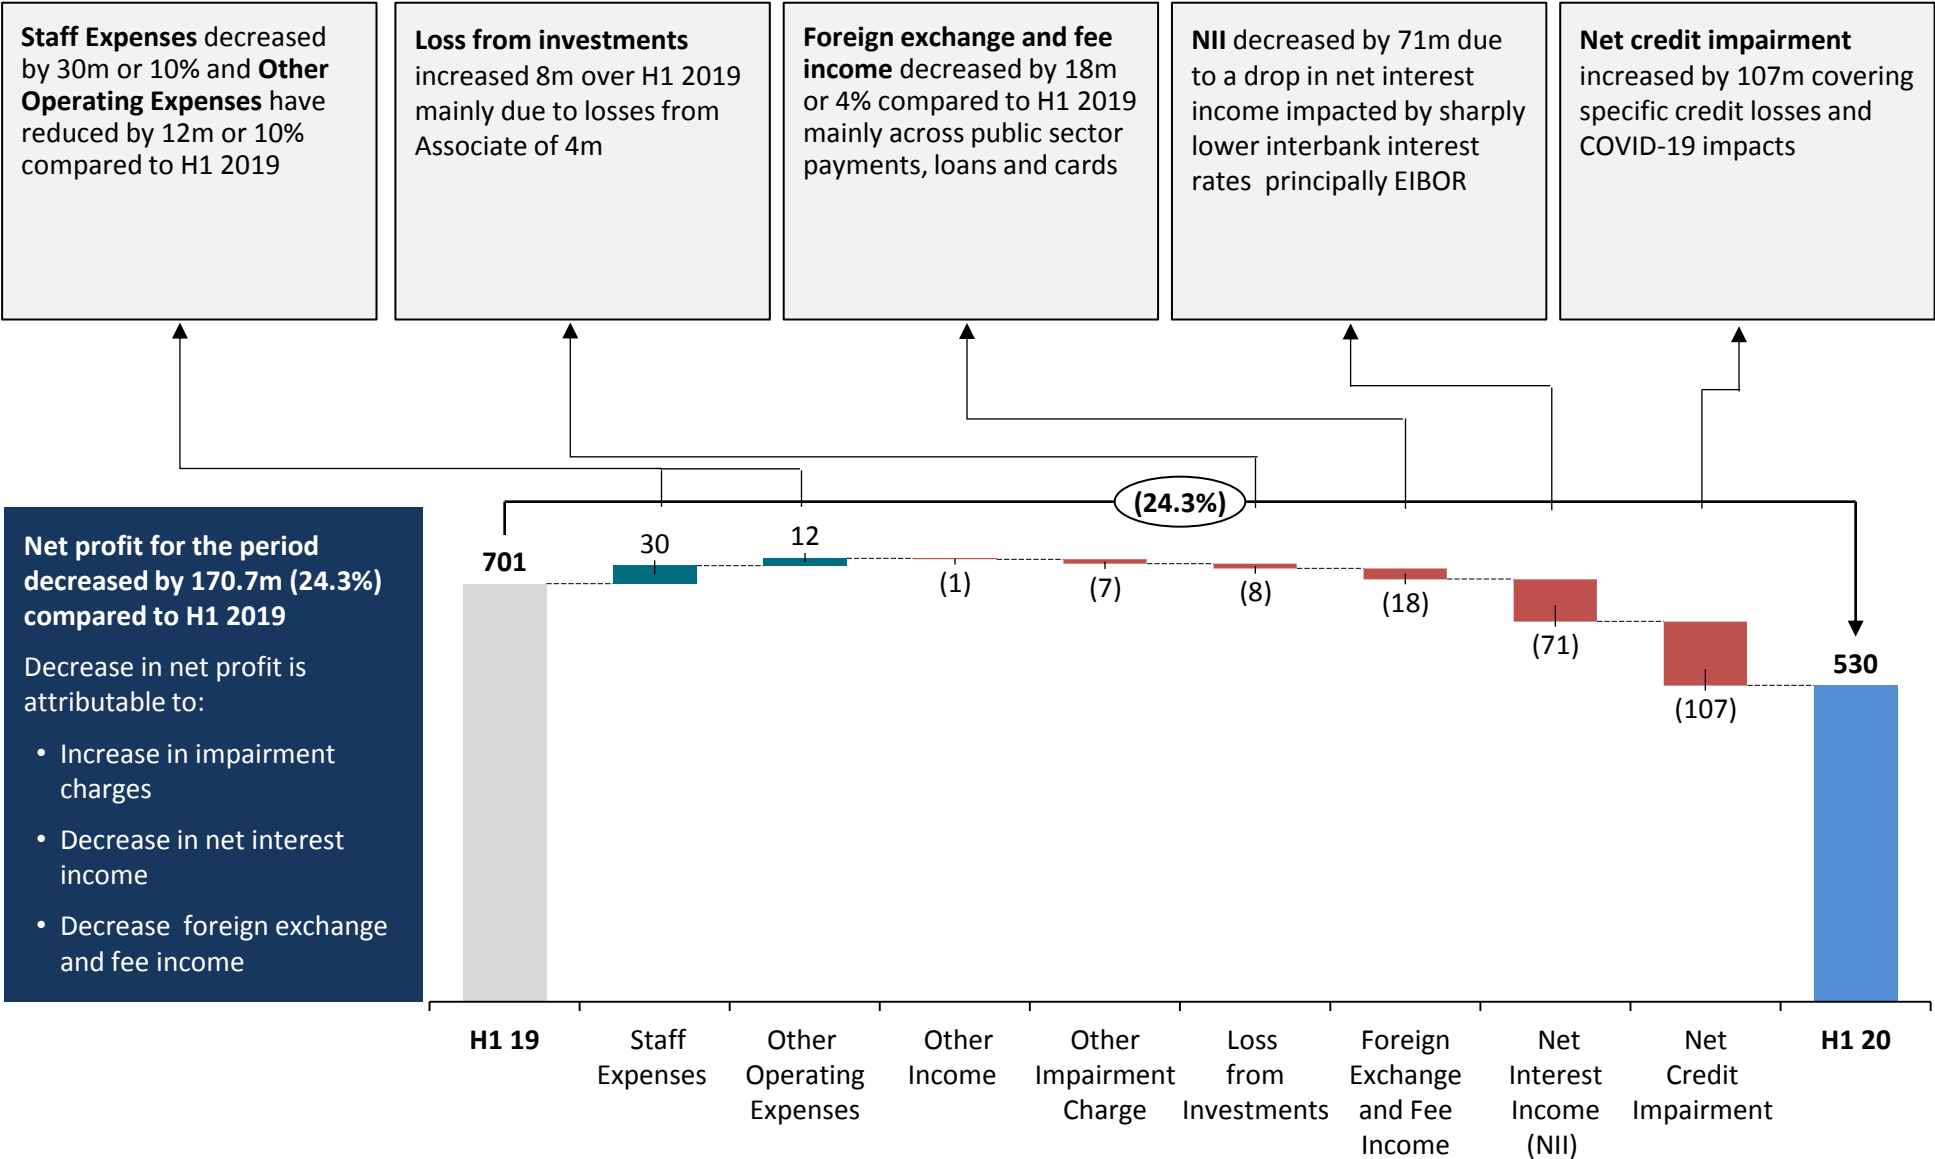 Staff Expenses decreased
by 30m or 10% and Other
Operating Expenses have
reduced by 12m or 10%
compared to H1 2019
Loss from investments
increased 8m over H1 2019
mainly due to losses from
Associate of 4m
Foreign exchange and fee
income decreased by 18m
or 4% compared to H1 2019
mainly across public sector
payments, loans and cards
NII decreased by 71m due
to a drop in net interest
income impacted by sharply
lower interbank interest
rates  principally EIBOR
Net credit impairment
increased by 107m covering
specific credit losses and
COVID-19 impacts
Net profit for the period
decreased by 170.7m (24.3%)
compared to H1 2019
Decrease in net profit is
attributable to:
• Increase in impairment
charges
• Decrease in net interest
income
• Decrease  foreign exchange
and fee income
(24.3%)
701
30
12
(1)
(7)
(8)
(18)
(71)
(107)
530
H1 19
Staff
Expenses
Other
Operating
Expenses
Other
Income
Other
Impairment
Charge
Loss
from
Investments
Foreign
Exchange
and Fee
Income
Net
Interest
Income
(NII)
Net
Credit
Impairment
H1 20